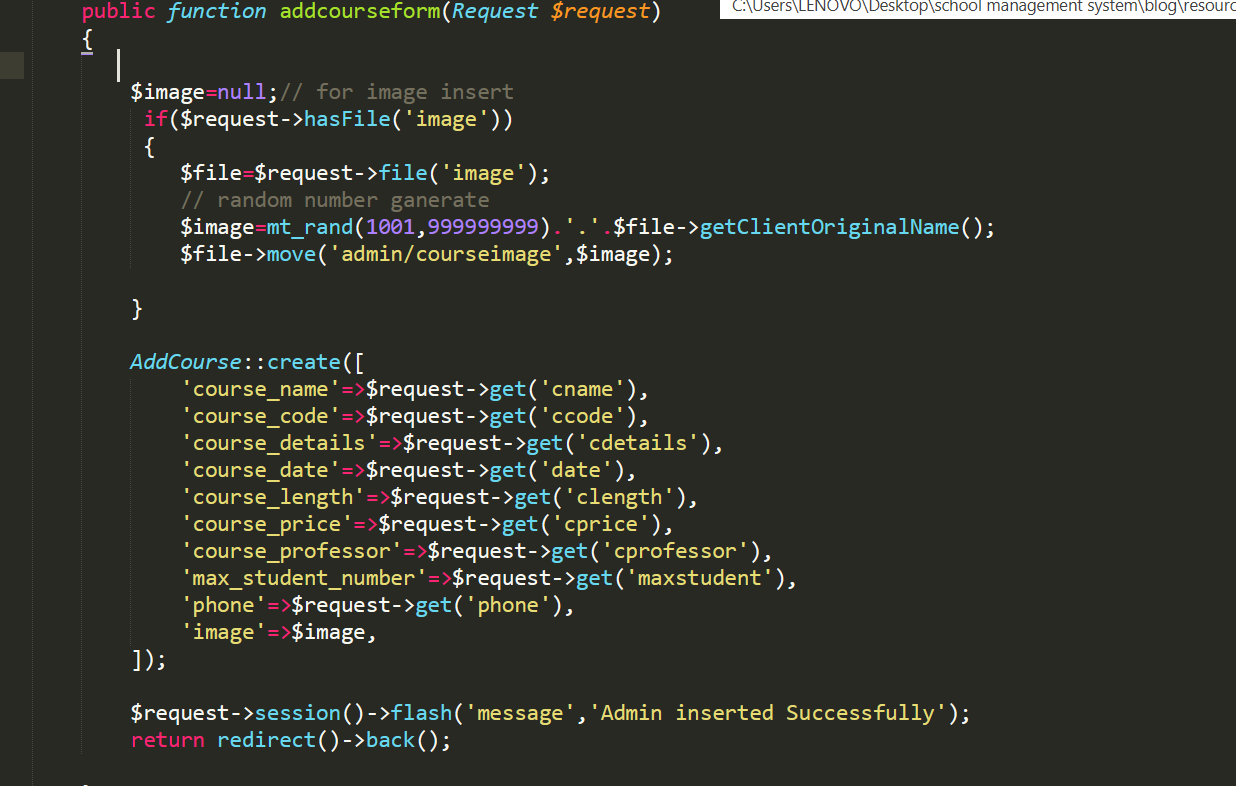 public function addcourseform(Request $request)
C:\Users\LENOVO\Desktop\school management system\blog\resourc
{
$image=null;// for image insert
if($request->hasFile('image'))
{
$file=$request->file('image');
// random number ganerate
$image=mt_rand(1001,999999999).'.'.$file->getClientOriginalName();
$file->move('admin/courseimage',$image);
}
AddCourse::create([
'course_name'=>$request->get('cname'),
'course_code'=>$request->get('ccode'),
'course_details'=>$request->get('cdetails'),
'course_date'=>$request->get('date'),
'course_length'=>$request->get('clength'),
'course_price'=>$request->get('cprice'),
'course_professor'=>$request->get('cprofessor'),
'max_student_number'=>$request->get('maxstudent'),
'phone'=>$request->get('phone'),
'image'=>$image,
]);
$request->session()->flash('message','Admin inserted Successfully');
return redirect()->back();